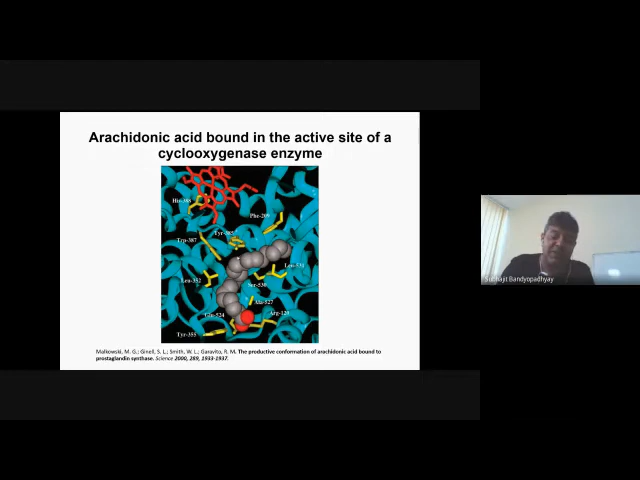 Arachidonic acid bound in the active site of a
cyclooxygenase enzyme
His-388
Phe-209
Tyr-385
Trp-387
Leu-352
Ser-530
Ala-527
Arg-120
Tyr-355
Malkowski, M. G.; Ginell, S. L.; Smith, W. L.; Garavito, R. M. The productive conformation of arachidonic acid bound to
prostaglandin synthase. Science 2000, 289, 1933-1937.
Subhajit Bandyopadhyay